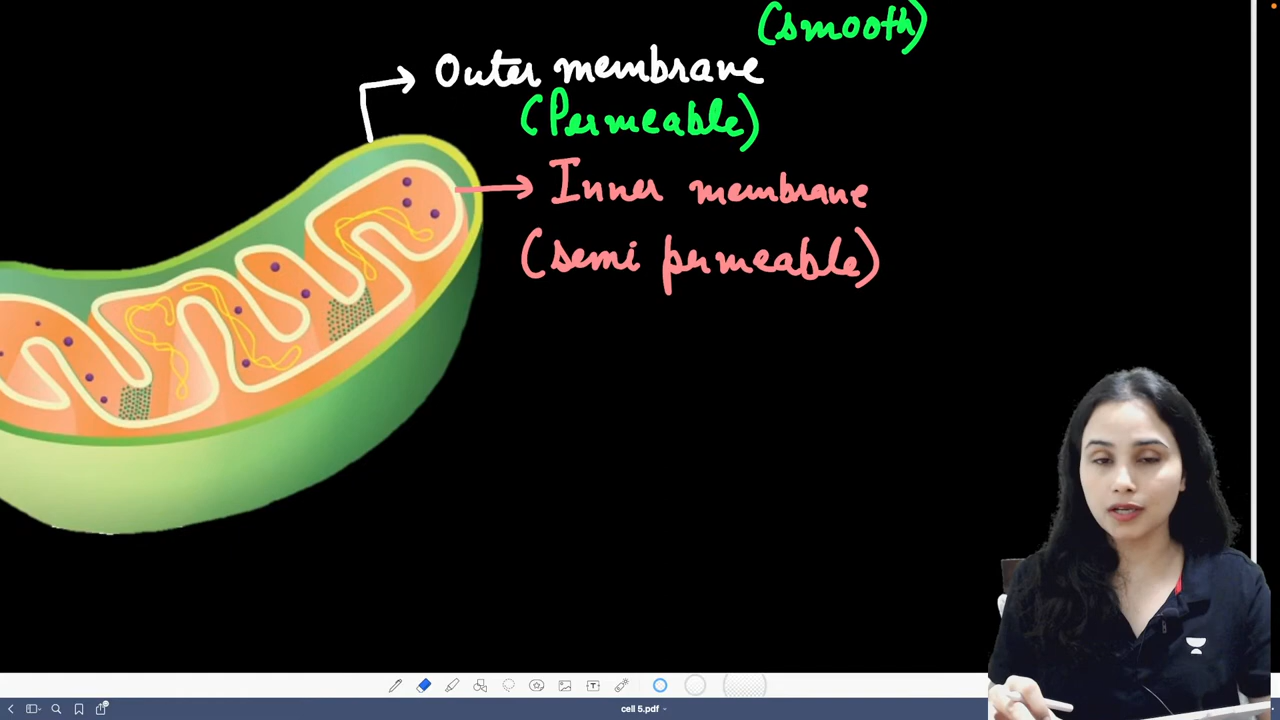 (smooth)
Outer membrane
(Permeable)
Inner membrane
(semi permeable)
cell 5.pdf